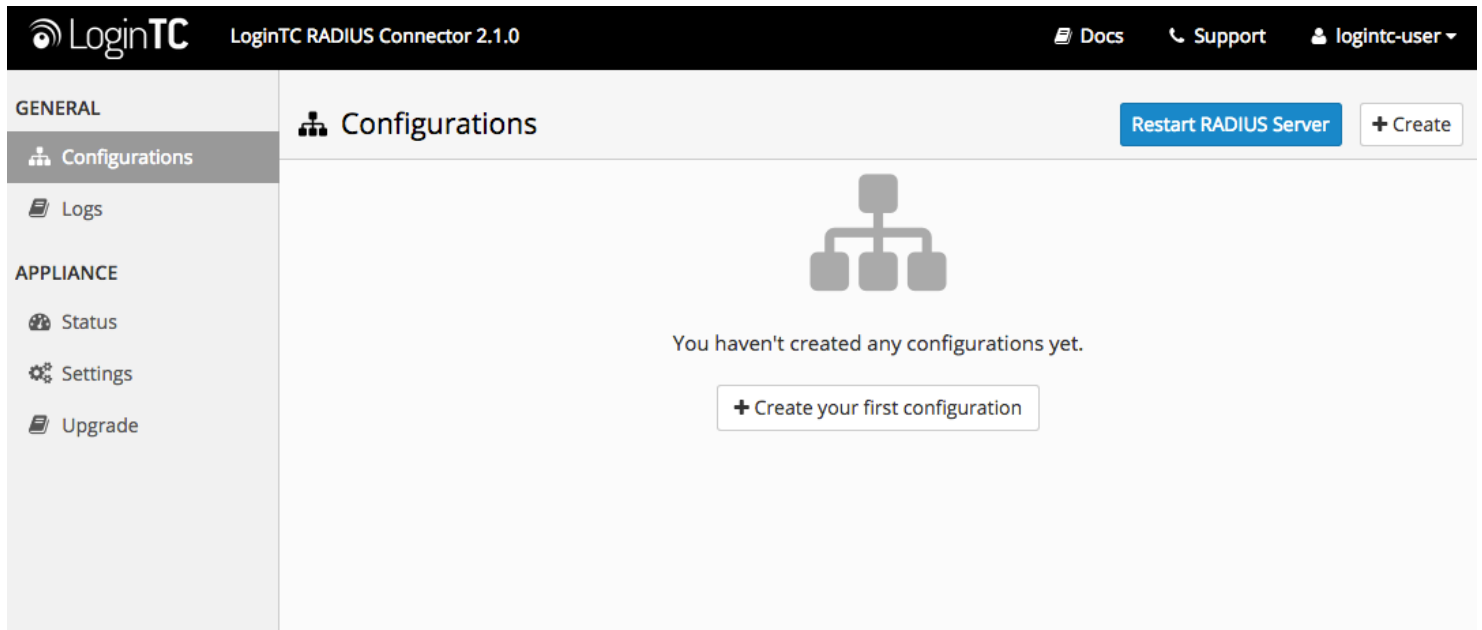 LoginTC LoginTC RADIUS Connector 2.1.0 Docs Support logintc-user
GENERAL
Configurations Restart RADIUS Server + Create
Configurations
Logs
APPLIANCE
Status
You haven't created any configurations yet.
Settings
+ Create your first configuration
Upgrade